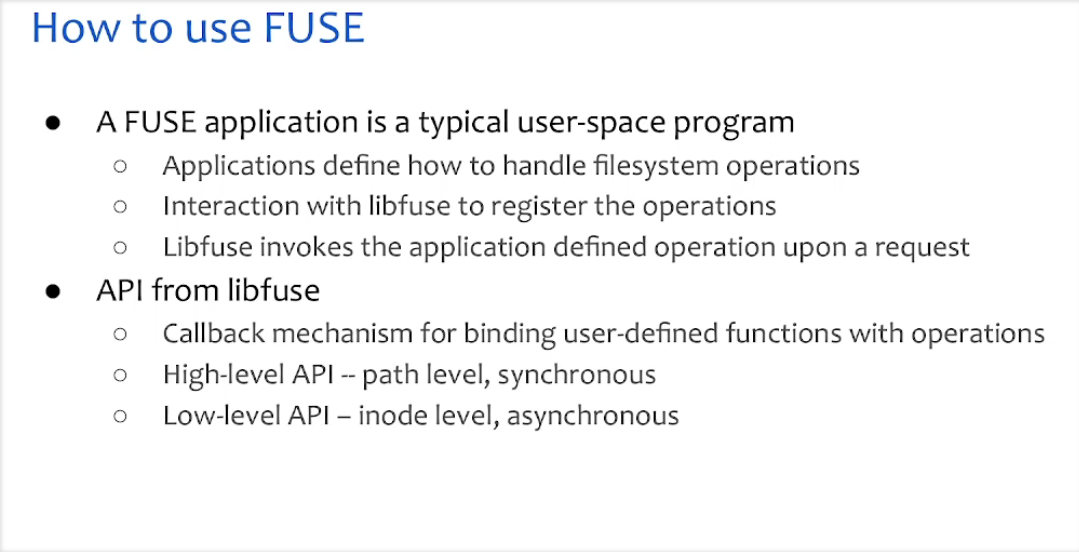 How to use FUSE
● A FUSE application is a typical user-space program
○ Applications define how to handle filesystem operations
○ Interaction with libfuse to register the operations
○ Libfuse invokes the application defined operation upon a request
● API from libfuse
○ Callback mechanism for binding user-defined functions with operations
○ High-level API -- path level, synchronous
○ Low-level API – inode level, asynchronous